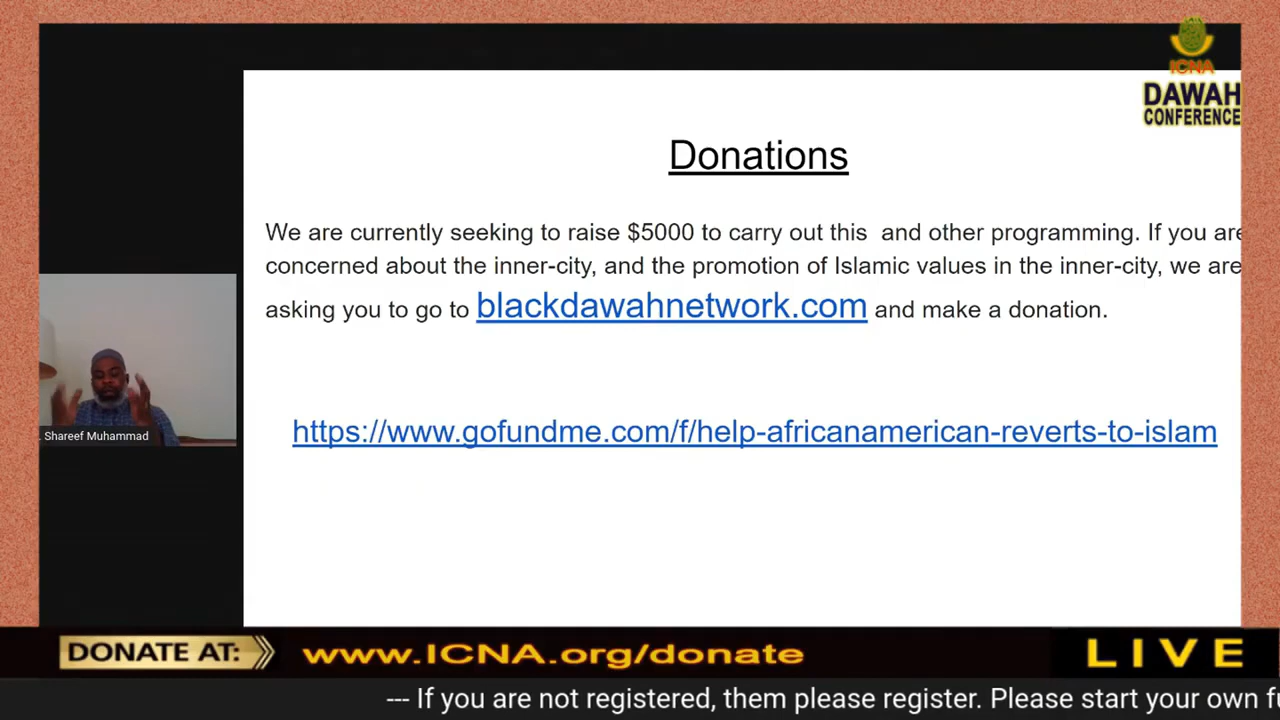 ICNA
DAWAH
CONFERENCE
Donations
We are currently seeking to raise $5000 to carry out this  and other programming. If you are
concerned about the inner-city, and the promotion of Islamic values in the inner-city, we are
asking you to go to blackdawahnetwork.com and make a donation.
. Shareef Muhammad
https://www.gofundme.com/f/help-africanamerican-reverts-to-islam
DONATE AT: www.ICNA.org/donate
LIVE
--- If you are not registered, them please register. Please start your own f